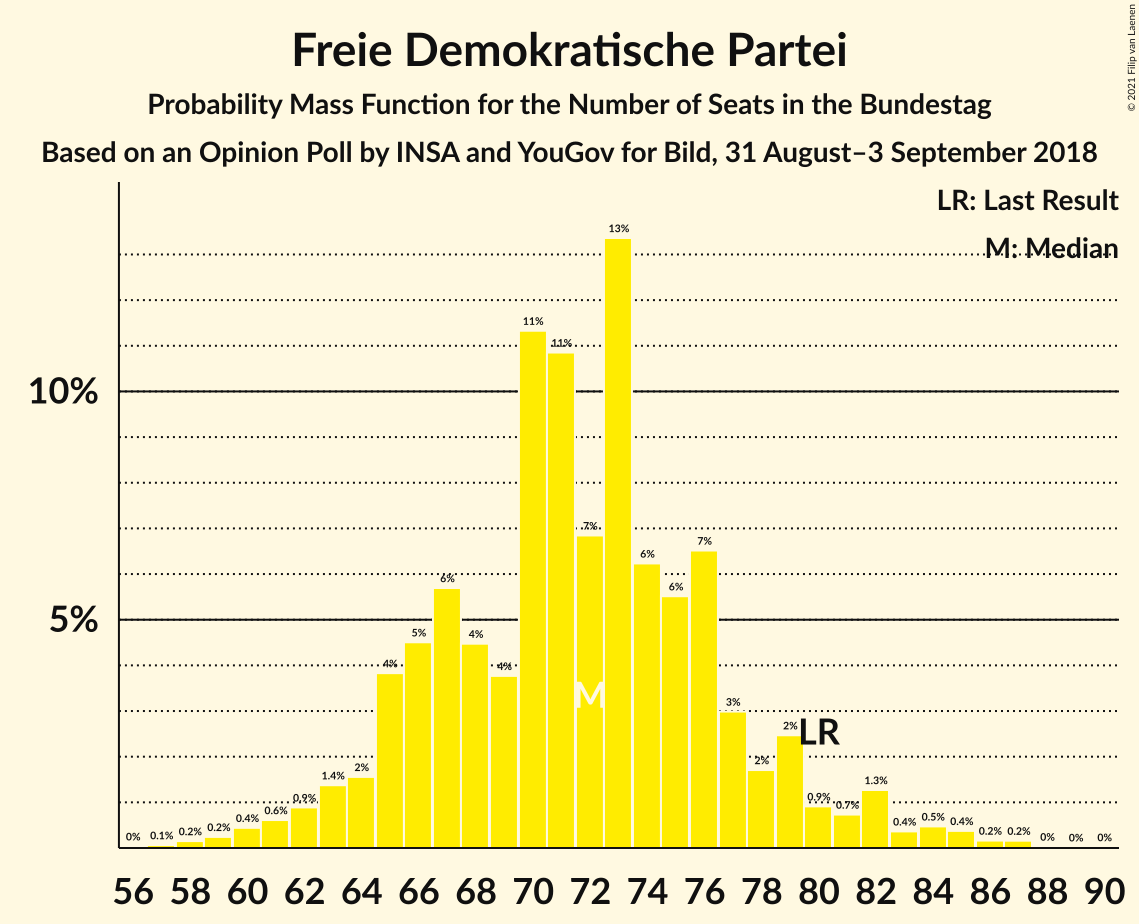 Freie Demokratische Partei
Probability Mass Function for the Number of Seats in the Bundestag
Based on an Opinion Poll by INSA and YouGov for Bild, 31 August–3 September 2018
© 2021 Filip van Laenen
LR: Last Result
M: Median
10%
5%
0% 0.1% 0.2% 0.2% 0.4% 0.6% 0.9% 1.4% 2% 4% 5% 6% 4% 4% 11% 11% 7% 13% 6% 6% 7% 3% 2% 2% 0.9% 0.7% 1.3% 0.4% 0.5% 0.4% 0.2% 0.2% 0% 0% 0%
M
LR
56 58 60 62 64 66 68 70 72 74 76 78 80 82 84 86 88 90